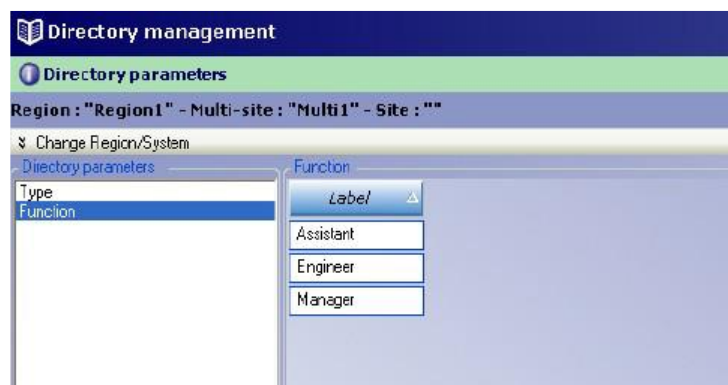 Directory management
Directory parameters
Region : "Region1" - Multi-site : "Multi1" - Site : ""
Change Region/System
Directory parameters
Type
Function
Function
Label
Assistant
Engineer
Manager